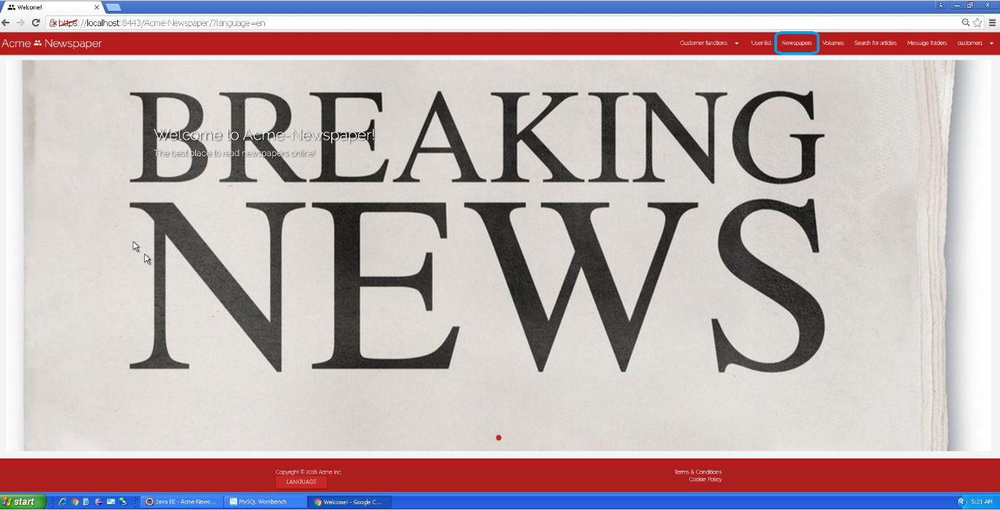 Welcome!
https://localhost:8443/Acme-Newspaper/?language=en
Acme Newspaper
Customer functions
User list
Newspapers
Volumes
Search for articles
Message folders
customer1
BREAKING
Welcome to Acme-Newspaper!
The best place to read newspapers online!
NEWS
Copyright © 2018 Acme Inc.
LANGUAGE
Terms & Conditions
Cookie Policy
start
Java EE - Acme-News...
MySQL Workbench
Welcome! - Google C...
5:21 AM